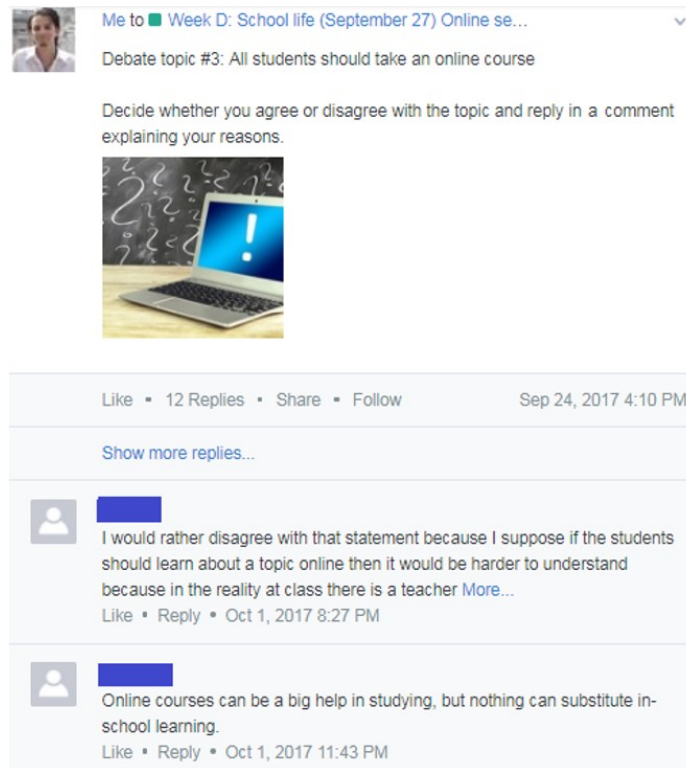 Me to Week D: School life (September 27) Online se...
Debate topic #3: All students should take an online course
Decide whether you agree or disagree with the topic and reply in a comment
explaining your reasons.
Like ▪ 12 Replies ▪ Share ▪ Follow Sep 24, 2017 4:10 PM
Show more replies...
I would rather disagree with that statement because I suppose if the students
should learn about a topic online then it would be harder to understand
because in the reality at class there is a teacher More...
Like ▪ Reply ▪ Oct 1, 2017 8:27 PM
Online courses can be a big help in studying, but nothing can substitute in-
school learning.
Like ▪ Reply ▪ Oct 1, 2017 11:43 PM